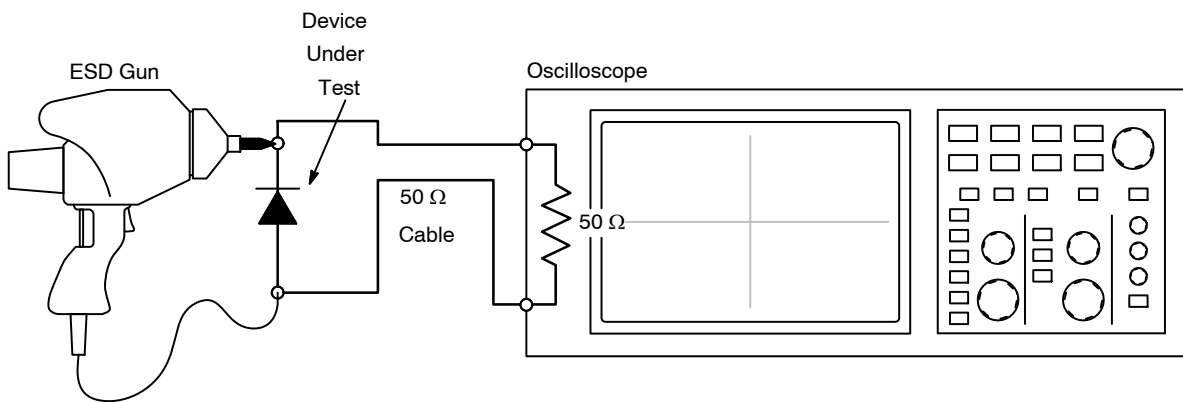 Device
Under
Test
ESD Gun
Oscilloscope
50 Ω
Cable
50 Ω